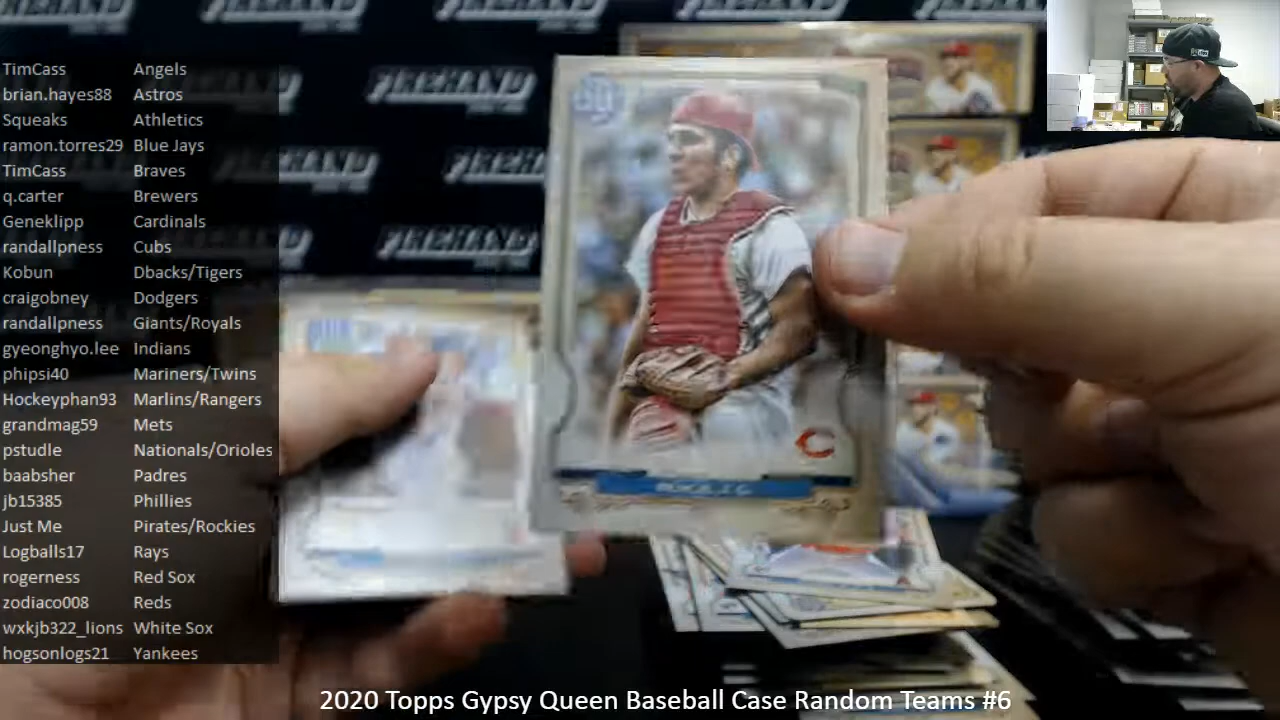 TimCass Angels
brian.hayes88 Astros
Squeaks Athletics
ramon.torres29 Blue Jays
TimCass Braves
q.carter Brewers
Geneklipp Cardinals
randallpness Cubs
Kobun Dbacks/Tigers
craigobney Dodgers
randallpness Giants/Royals
gyeonghyo.lee Indians
phipsi40 Mariners/Twins
Hockeyphan93 Marlins/Rangers
grandmag59 Mets
pstudle Nationals/Orioles
baabsher Padres
jb15385 Phillies
Just Me Pirates/Rockies
Logballs17 Rays
rogerness Red Sox
zodiaco008 Reds
wxkjb322_lions White Sox
hogsonlogs21 Yankees
GQ
C
2020 Topps Gypsy Queen Baseball Case Random Teams #6